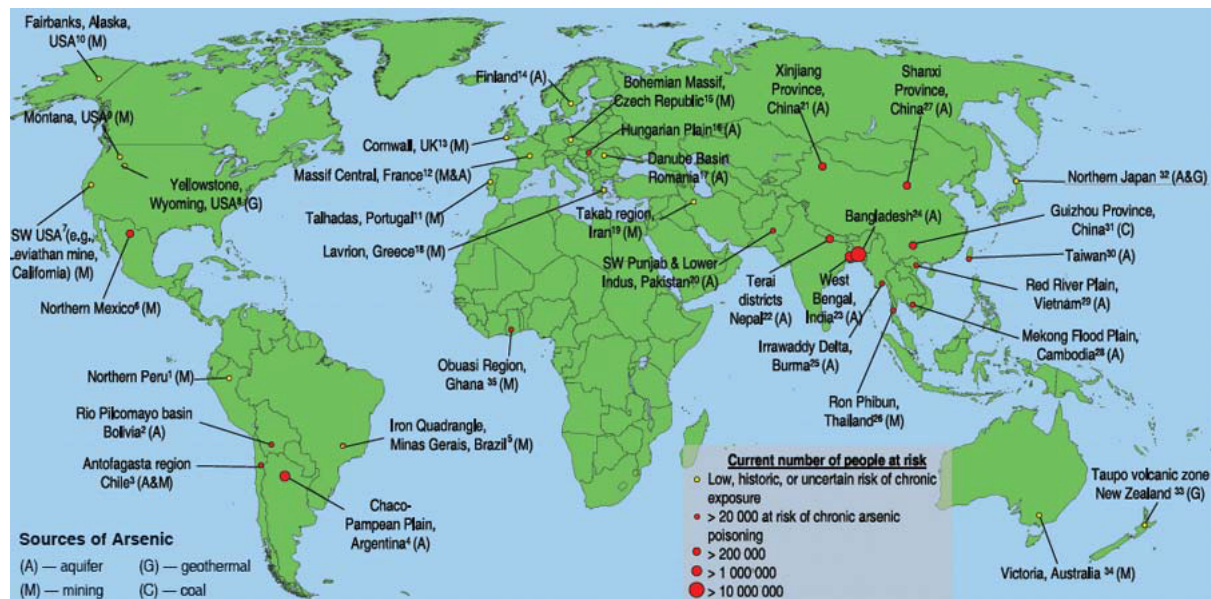 Fairbanks, Alaska,
USA¹⁰ (M)
Montana, USA⁹ (M)
Yellowstone,
Wyoming, USA⁸ (G)
SW USA⁷ (e.g.,
Leviathan mine,
California) (M)
Northern Mexico⁶ (M)
Northern Peru¹ (M)
Rio Pilcomayo basin
Bolivia² (A)
Antofagasta region
Chile³ (A&M)
Iron Quadrangle,
Minas Gerais, Brazil⁵ (M)
Chaco-
Pampean Plain,
Argentina⁴ (A)
Finland¹⁴ (A)
Bohemian Massif,
Czech Republic¹⁵ (M)
Cornwall, UK¹³ (M)
Hungarian Plain¹⁶ (A)
Massif Central, France¹² (M&A)
Danube Basin
Romania¹⁷ (A)
Talhadas, Portugal¹¹ (M)
Lavrion, Greece¹⁸ (M)
Takab region,
Iran¹⁹ (M)
Obuasi Region,
Ghana ³⁵ (M)
Xinjiang
Province,
China²¹ (A)
Shanxi
Province,
China²⁷ (A)
Northern Japan ³² (A&G)
Bangladesh²⁴ (A)
Guizhou Province,
China³¹ (C)
Taiwan³⁰ (A)
SW Punjab & Lower
Indus, Pakistan²⁰ (A)
Terai
districts
Nepal²² (A)
West
Bengal,
India²³ (A)
Red River Plain,
Vietnam²⁹ (A)
Mekong Flood Plain,
Cambodia²⁸ (A)
Irrawaddy Delta,
Burma²⁵ (A)
Ron Phibun,
Thailand²⁶ (M)
Taupo volcanic zone
New Zealand ³³ (G)
Victoria, Australia ³⁴ (M)
Sources of Arsenic
(A) — aquifer (G) — geothermal
(M) — mining (C) — coal
Current number of people at risk
Low, historic, or uncertain risk of chronic
exposure
> 20 000 at risk of chronic arsenic
poisoning
> 200 000
> 1 000 000
> 10 000 000